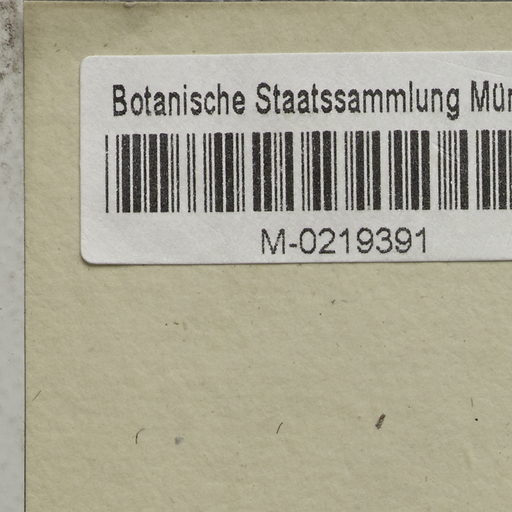 Botanische Staatssammlung Mün
M-0219391